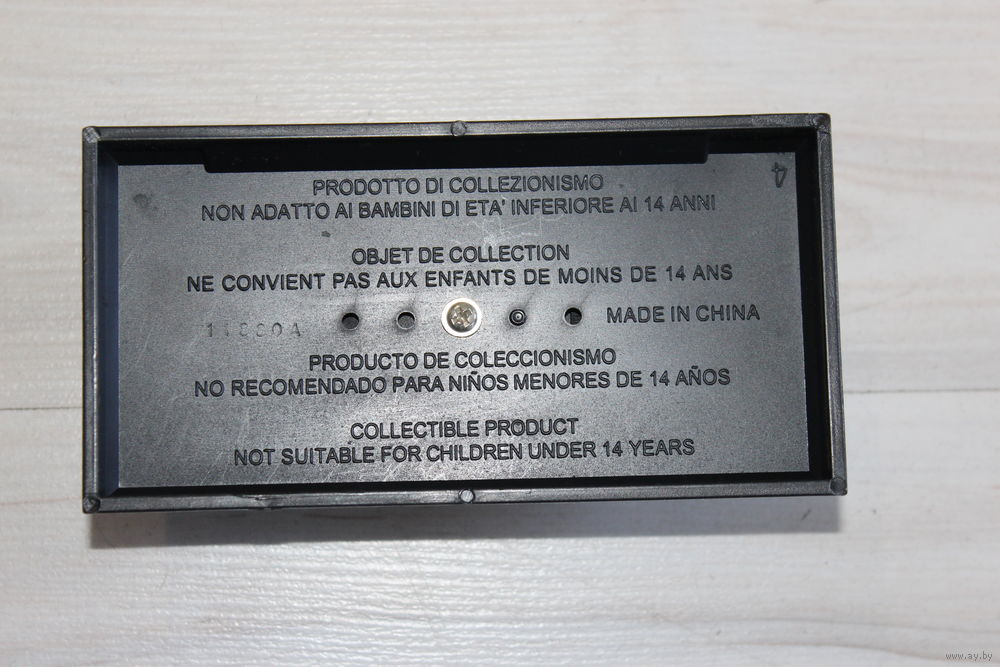 PRODOTTO DI COLLEZIONISMO
NON ADATTO AI BAMBINI DI ETA' INFERIORE AI 14 ANNI
4
OBJET DE COLLECTION
NE CONVIENT PAS AUX ENFANTS DE MOINS DE 14 ANS
MADE IN CHINA
PRODUCTO DE COLECCIONISMO
NO RECOMENDADO PARA NIÑOS MENORES DE 14 AÑOS
COLLECTIBLE PRODUCT
NOT SUITABLE FOR CHILDREN UNDER 14 YEARS
www.ay.by